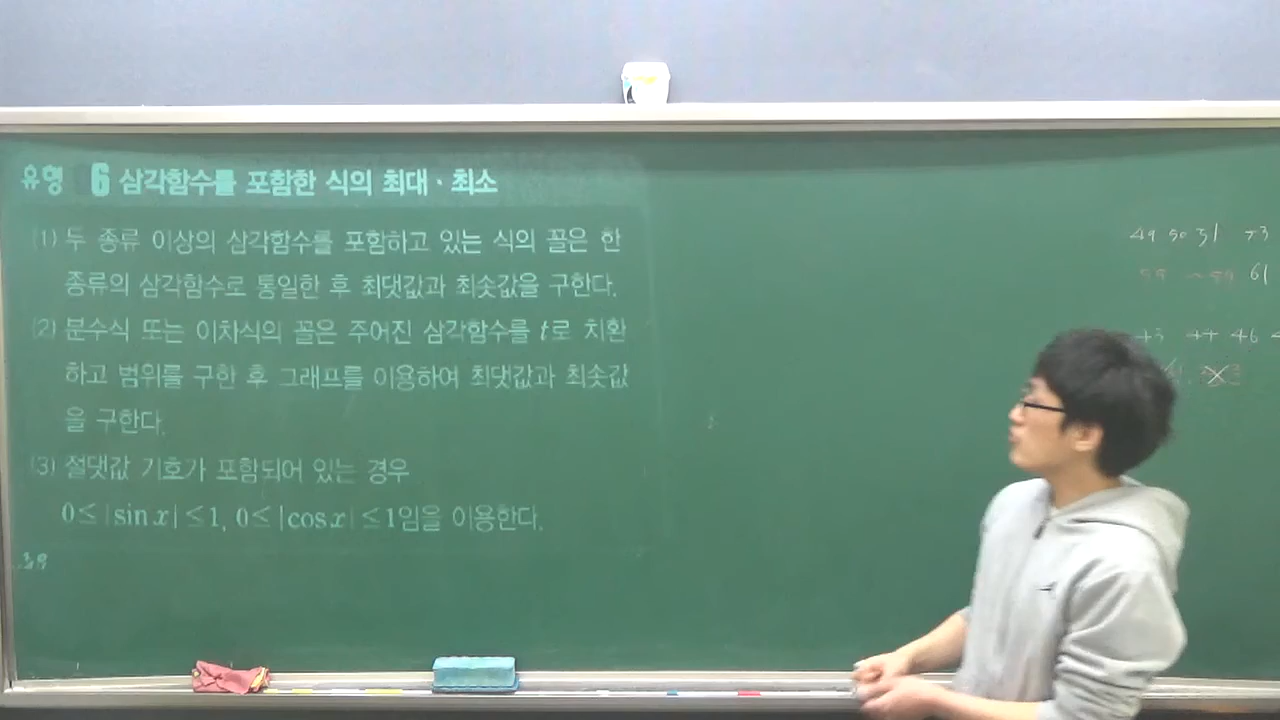 유형 6 삼각함수를 포함한 식의 최대·최소
(1) 두 종류 이상의 삼각함수를 포함하고 있는 식의 꼴은 한
종류의 삼각함수로 통일한 후 최댓값과 최솟값을 구한다.
(2) 분수식 또는 이차식의 꼴은 주어진 삼각함수를 t로 치환
하고 범위를 구한 후 그래프를 이용하여 최댓값과 최솟값
을 구한다.
(3) 절댓값 기호가 포함되어 있는 경우
0≤|sin x|≤1, 0≤|cos x|≤1임을 이용한다.
49 50 51 53
61
46